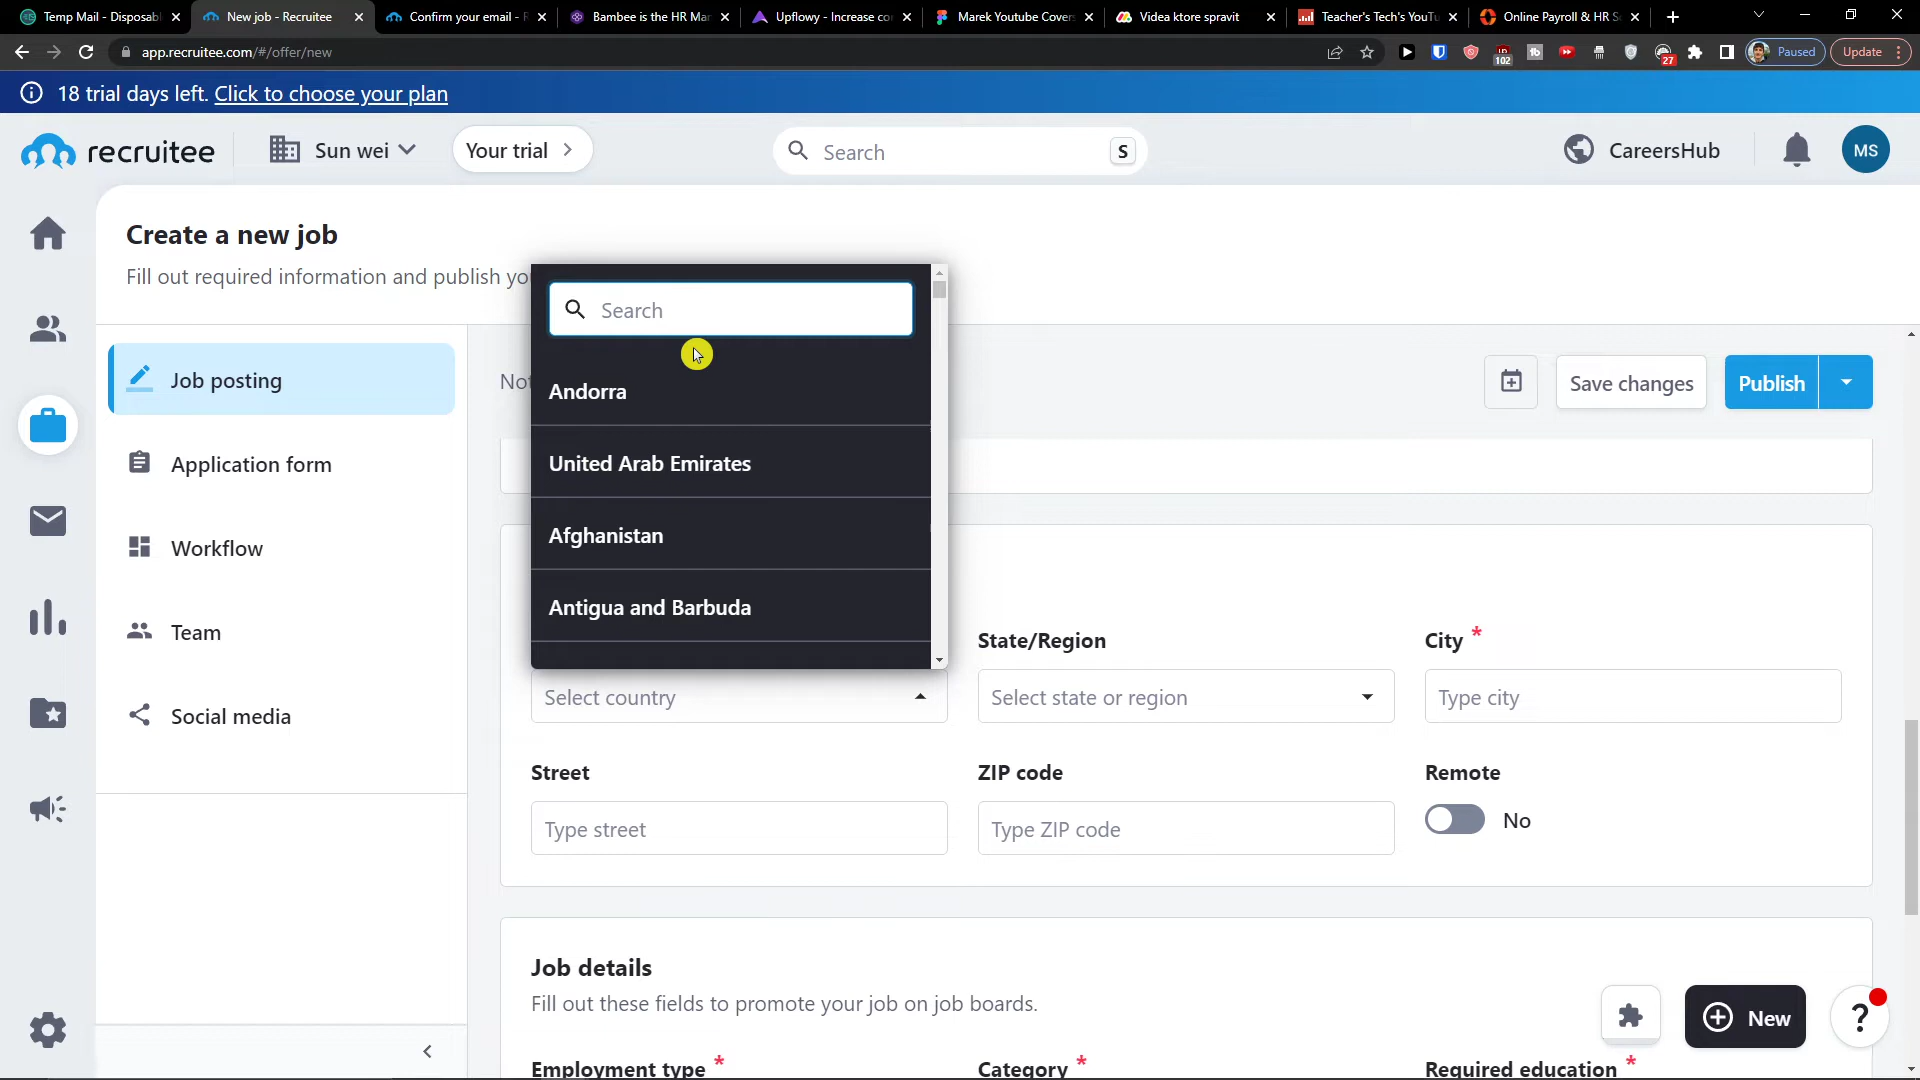 Temp Mail - Disposabl
New job - Recruitee
Confirm your email - R
Bambee is the HR Man
Upflowy - Increase co
Marek Youtube Covers
Videa ktore spravit
Teacher's Tech's YouTu
Online Payroll & HR So
app.recruitee.com/#/offer/new
102
27
Paused
Update
18 trial days left. Click to choose your plan
recruitee
Sun wei
Your trial
Search
S
CareersHub
MS
Create a new job
Fill out required information and publish yo
Search
Job posting
Not
Andorra
Save changes
Publish
Application form
United Arab Emirates
Workflow
Afghanistan
Team
Antigua and Barbuda
State/Region
City *
Select country
Select state or region
Type city
Social media
Street
ZIP code
Remote
Type street
Type ZIP code
No
Job details
Fill out these fields to promote your job on job boards.
New
?
Employment type *
Category *
Required education *